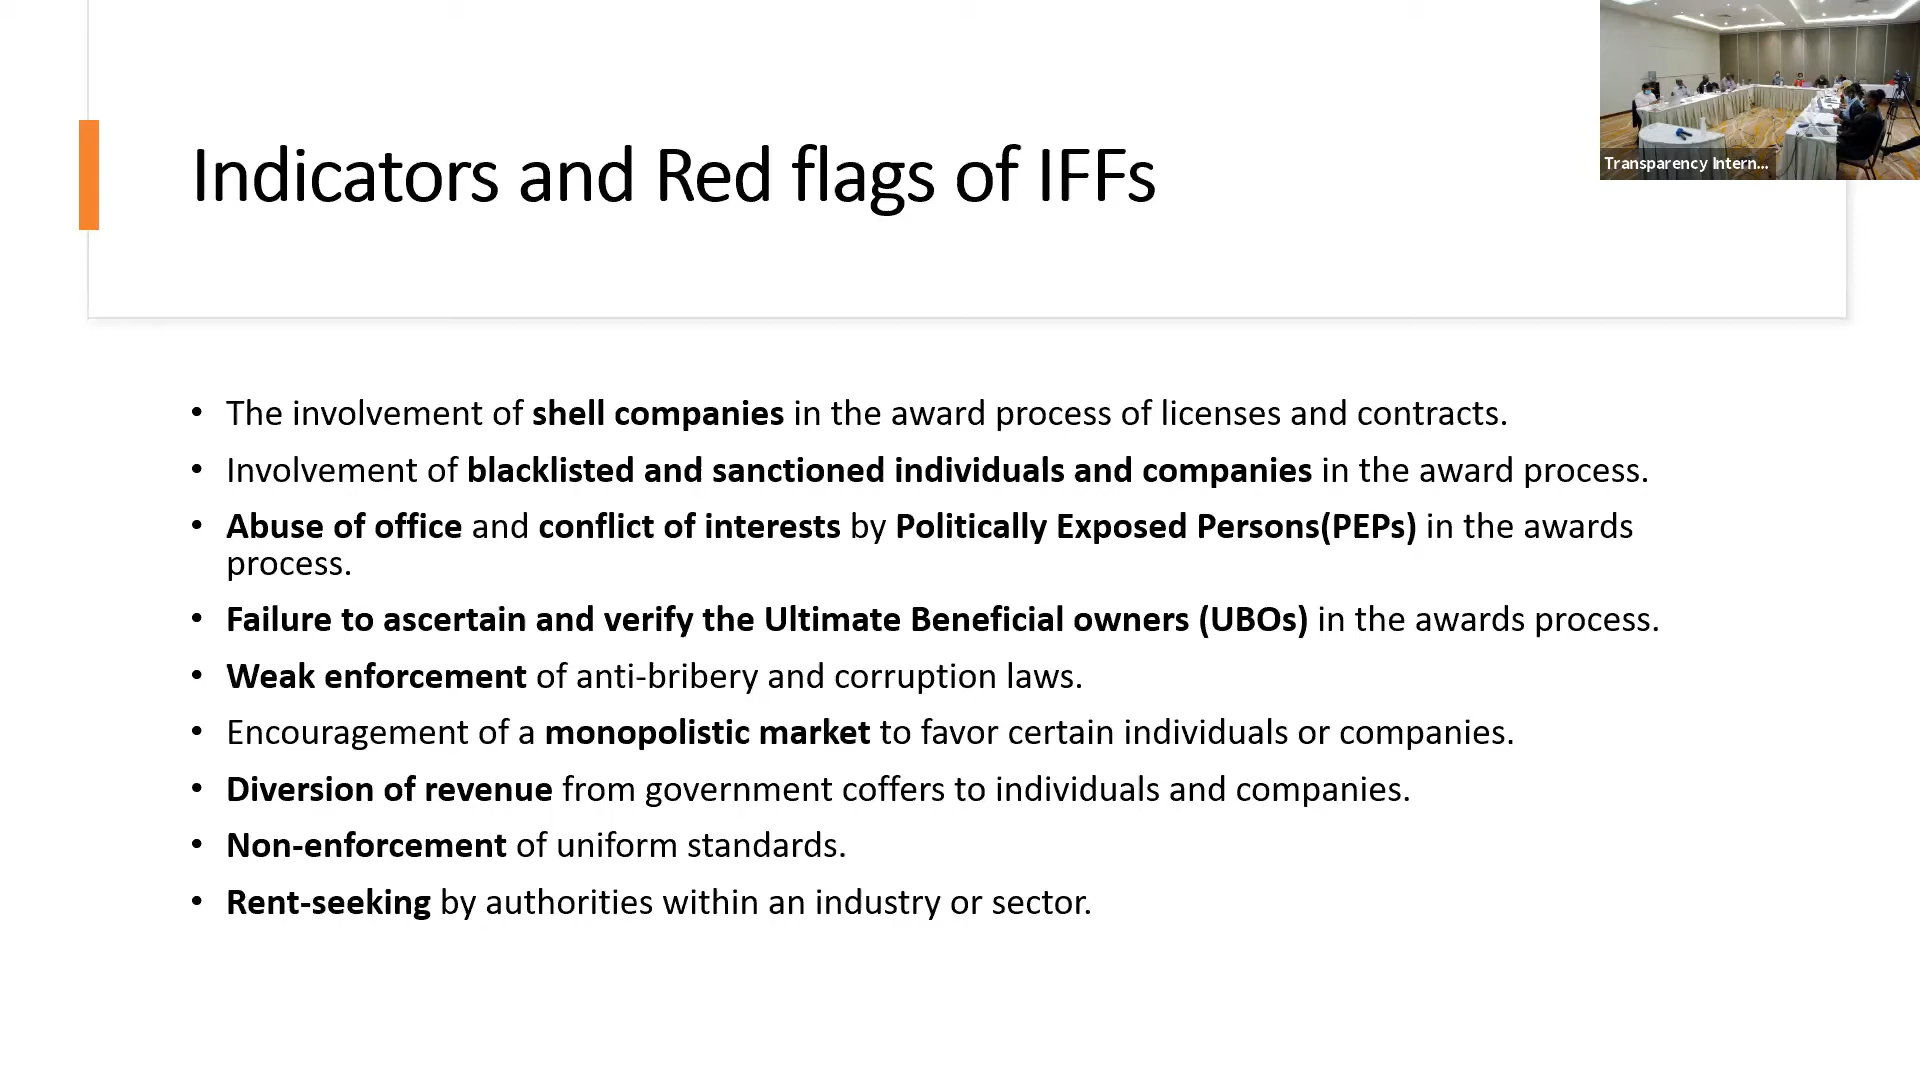 Indicators and Red flags of IFFs
Transparency Intern...
• The involvement of shell companies in the award process of licenses and contracts.
• Involvement of blacklisted and sanctioned individuals and companies in the award process.
• Abuse of office and conflict of interests by Politically Exposed Persons(PEPs) in the awards
process.
• Failure to ascertain and verify the Ultimate Beneficial owners (UBOs) in the awards process.
• Weak enforcement of anti-bribery and corruption laws.
• Encouragement of a monopolistic market to favor certain individuals or companies.
• Diversion of revenue from government coffers to individuals and companies.
• Non-enforcement of uniform standards.
• Rent-seeking by authorities within an industry or sector.